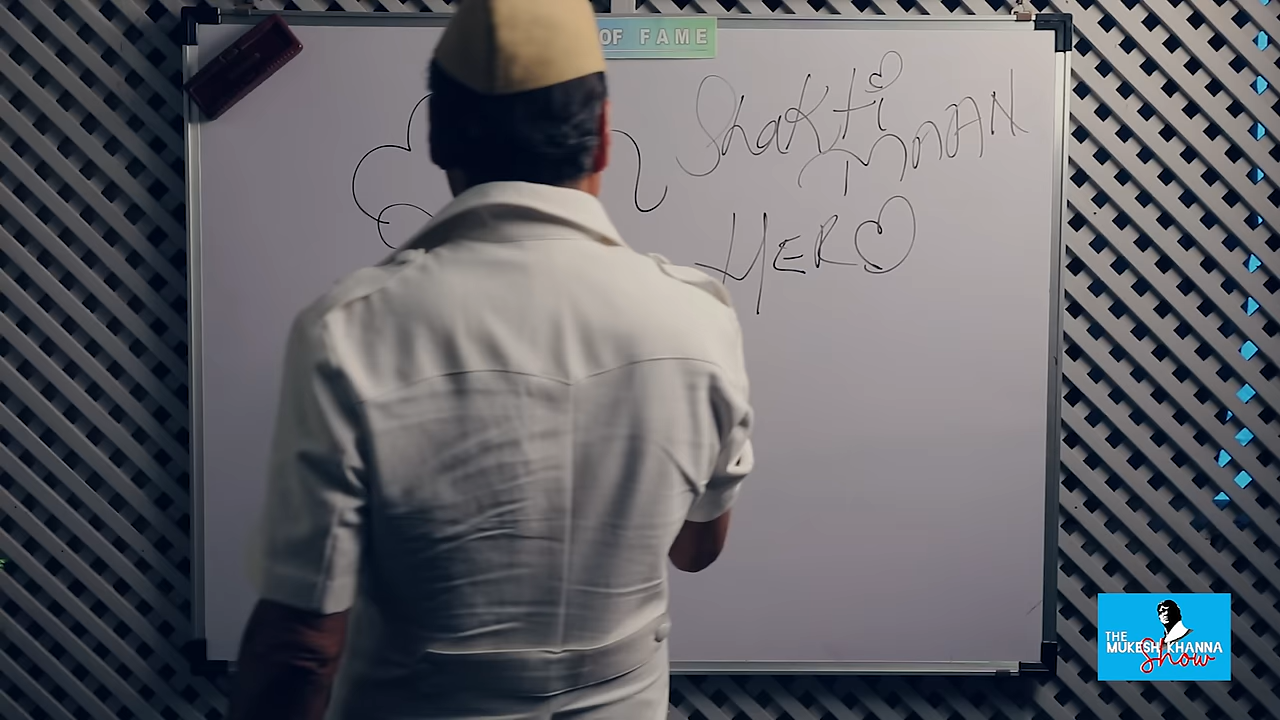 OF FAME
ShaKti
MAAN
HERO
THE
MUKESH KHANNA
Show